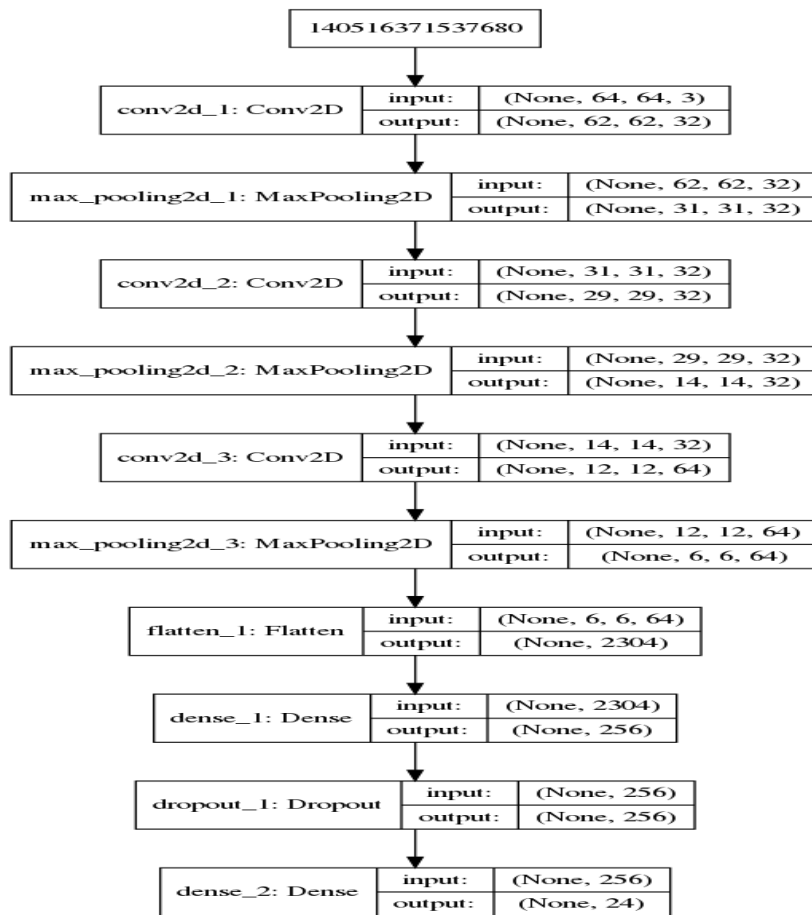 140516371537680
conv2d_1: Conv2D
input: (None, 64, 64, 3)
output: (None, 62, 62, 32)
max_pooling2d_1: MaxPooling2D
input: (None, 62, 62, 32)
output: (None, 31, 31, 32)
conv2d_2: Conv2D
input: (None, 31, 31, 32)
output: (None, 29, 29, 32)
max_pooling2d_2: MaxPooling2D
input: (None, 29, 29, 32)
output: (None, 14, 14, 32)
conv2d_3: Conv2D
input: (None, 14, 14, 32)
output: (None, 12, 12, 64)
max_pooling2d_3: MaxPooling2D
input: (None, 12, 12, 64)
output: (None, 6, 6, 64)
flatten_1: Flatten
input: (None, 6, 6, 64)
output: (None, 2304)
dense_1: Dense
input: (None, 2304)
output: (None, 256)
dropout_1: Dropout
input: (None, 256)
output: (None, 256)
dense_2: Dense
input: (None, 256)
output: (None, 24)